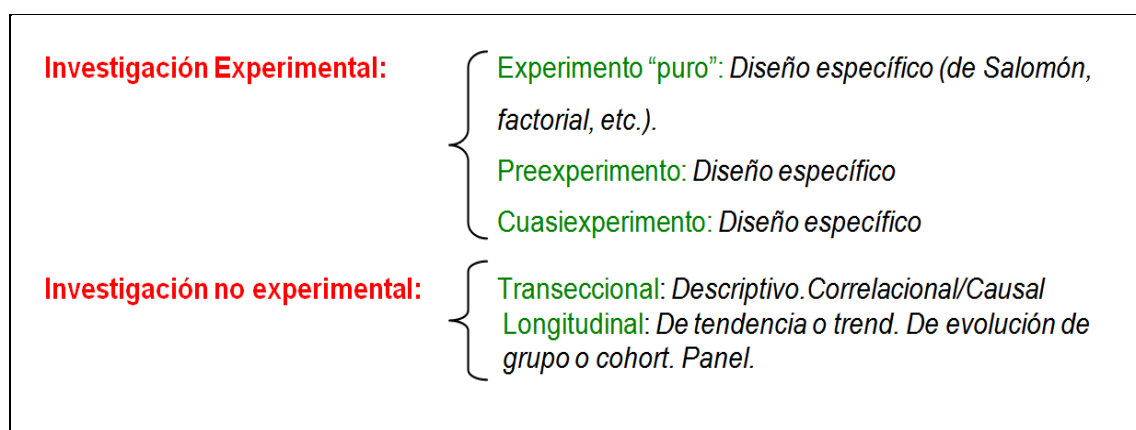 Investigación Experimental:
Experimento “puro”: Diseño específico (de Salomón,
factorial, etc.).
Preexperimento: Diseño específico
Cuasiexperimento: Diseño específico
Investigación no experimental:
Transeccional: Descriptivo.Correlacional/Causal
Longitudinal: De tendencia o trend. De evolución de
grupo o cohort. Panel.